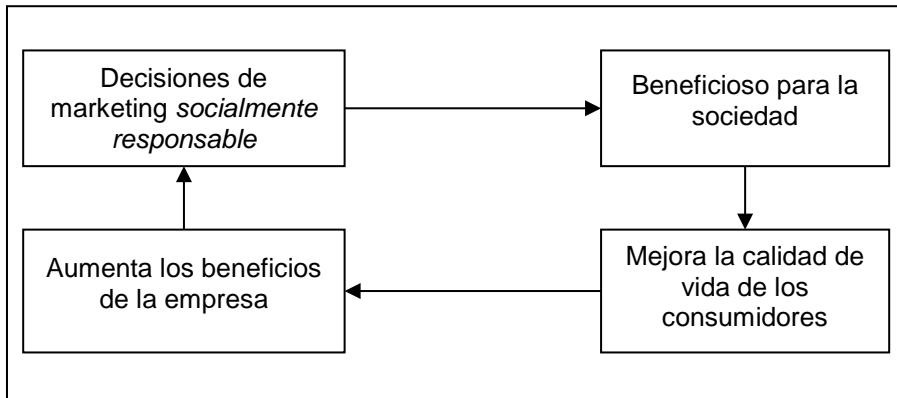 Decisiones de
marketing socialmente
responsable
Beneficioso para la
sociedad
Aumenta los beneficios
de la empresa
Mejora la calidad de
vida de los
consumidores